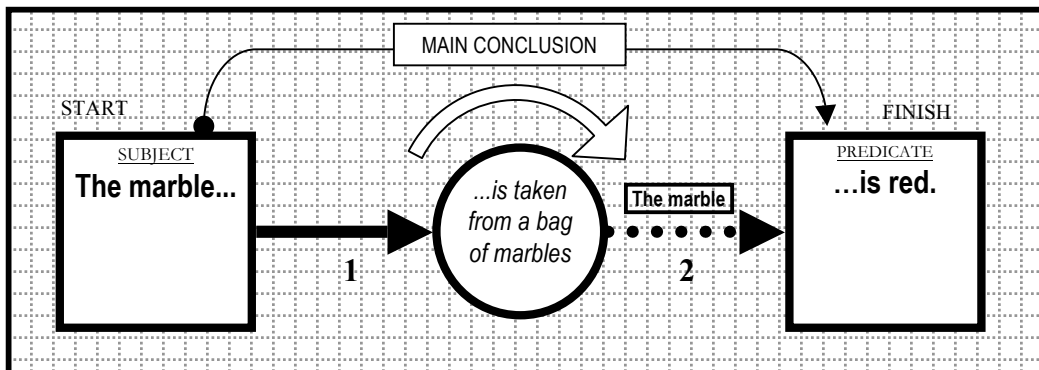 MAIN CONCLUSION
START
FINISH
SUBJECT
The marble...
PREDICATE
...is red.
...is taken
from a bag
of marbles
The marble
1
2